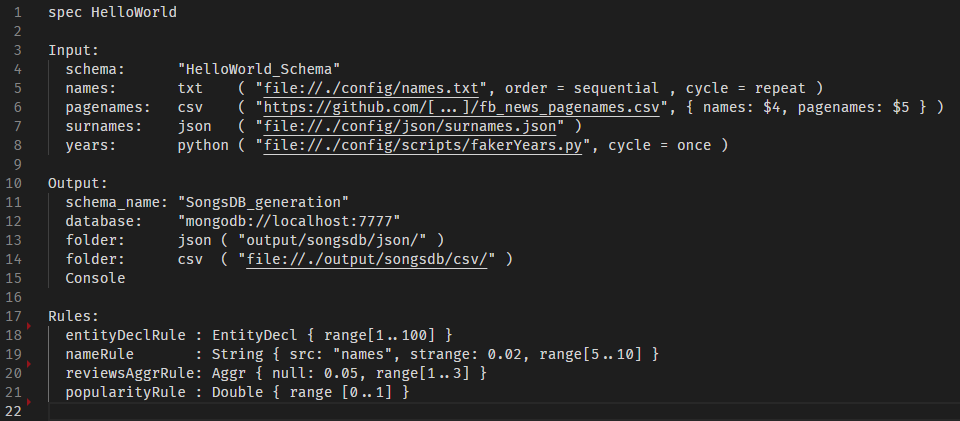 1 spec HelloWorld
2
3 Input:
4   schema:      "HelloWorld_Schema"
5   names:       txt    ( "file://./config/names.txt", order = sequential , cycle = repeat )
6   pagenames:   csv    ( "https://github.com/[...]/fb_news_pagenames.csv", { names: $4, pagenames: $5 } )
7   surnames:    json   ( "file://./config/json/surnames.json" )
8   years:       python ( "file://./config/scripts/fakerYears.py", cycle = once )
9
10 Output:
11   schema_name: "SongsDB_generation"
12   database:    "mongodb://localhost:7777"
13   folder:      json ( "output/songsdb/json/" )
14   folder:      csv  ( "file://./output/songsdb/csv/" )
15   Console
16
17 Rules:
18   entityDeclRule : EntityDecl { range[1..100] }
19   nameRule       : String { src: "names", strange: 0.02, range[5..10] }
20   reviewsAggrRule: Aggr { null: 0.05, range[1..3] }
21   popularityRule : Double { range [0..1] }
22